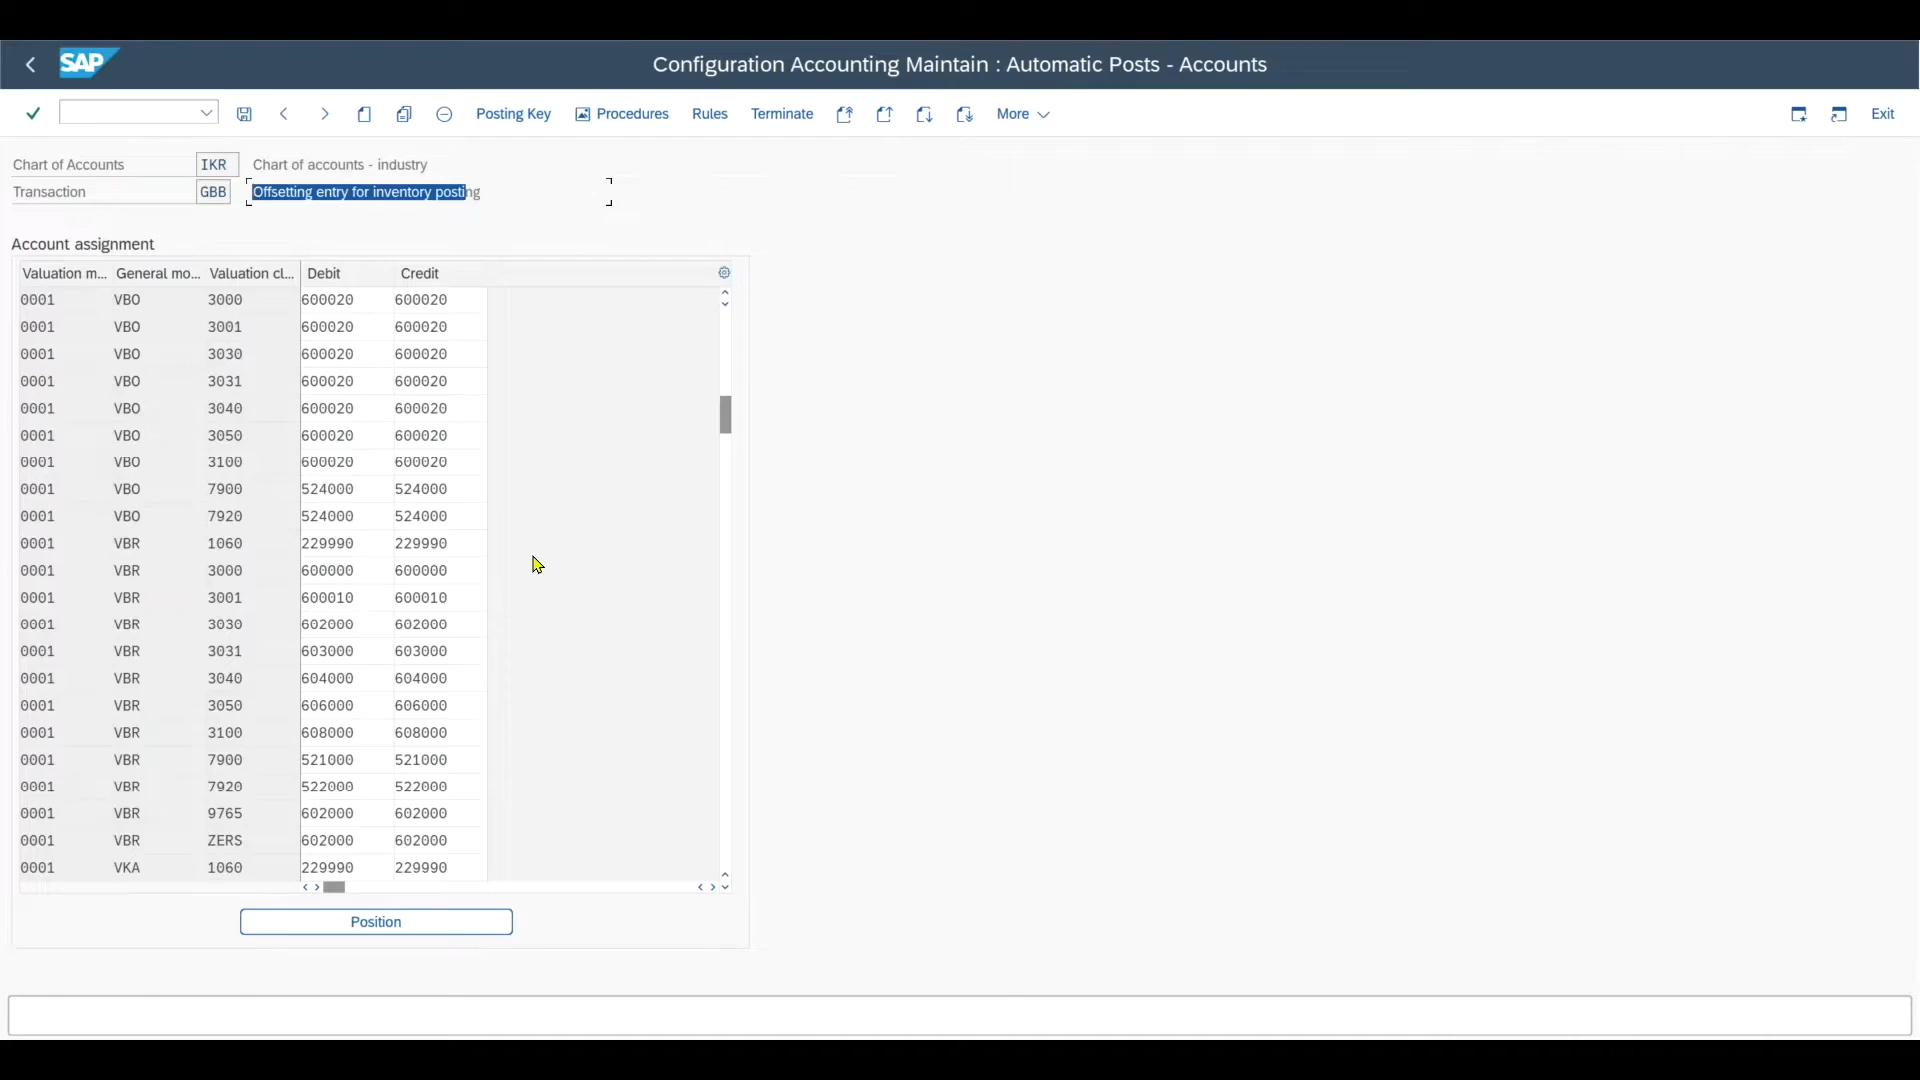 SAP
Configuration Accounting Maintain : Automatic Posts - Accounts
Posting Key Procedures Rules Terminate More Exit
Chart of Accounts IKR Chart of accounts - industry
Transaction GBB Offsetting entry for inventory posting
Account assignment
Valuation m... General mo... Valuation cl... Debit Credit
0001 VBO 3000 600020 600020
0001 VBO 3001 600020 600020
0001 VBO 3030 600020 600020
0001 VBO 3031 600020 600020
0001 VBO 3040 600020 600020
0001 VBO 3050 600020 600020
0001 VBO 3100 600020 600020
0001 VBO 7900 524000 524000
0001 VBO 7920 524000 524000
0001 VBR 1060 229990 229990
0001 VBR 3000 600000 600000
0001 VBR 3001 600010 600010
0001 VBR 3030 602000 602000
0001 VBR 3031 603000 603000
0001 VBR 3040 604000 604000
0001 VBR 3050 606000 606000
0001 VBR 3100 608000 608000
0001 VBR 7900 521000 521000
0001 VBR 7920 522000 522000
0001 VBR 9765 602000 602000
0001 VBR ZERS 602000 602000
0001 VKA 1060 229990 229990
Position